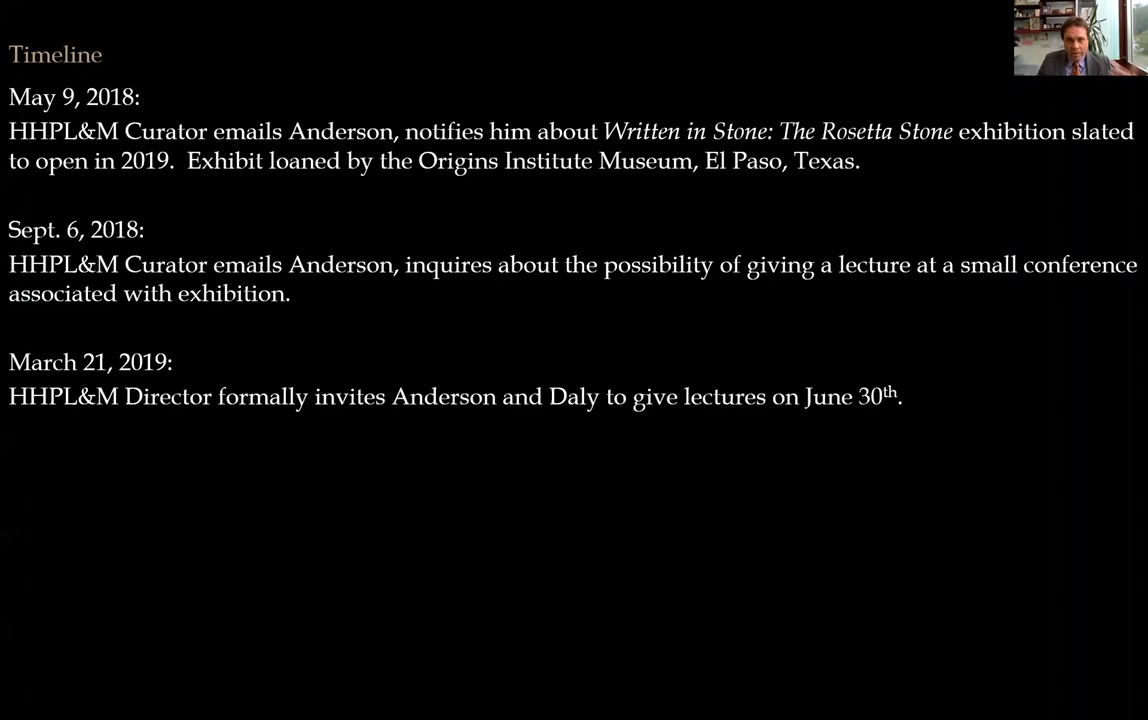 Timeline
May 9, 2018:
HHPL&M Curator emails Anderson, notifies him about Written in Stone: The Rosetta Stone exhibition slated
to open in 2019.  Exhibit loaned by the Origins Institute Museum, El Paso, Texas.
Sept. 6, 2018:
HHPL&M Curator emails Anderson, inquires about the possibility of giving a lecture at a small conference
associated with exhibition.
March 21, 2019:
HHPL&M Director formally invites Anderson and Daly to give lectures on June 30th.